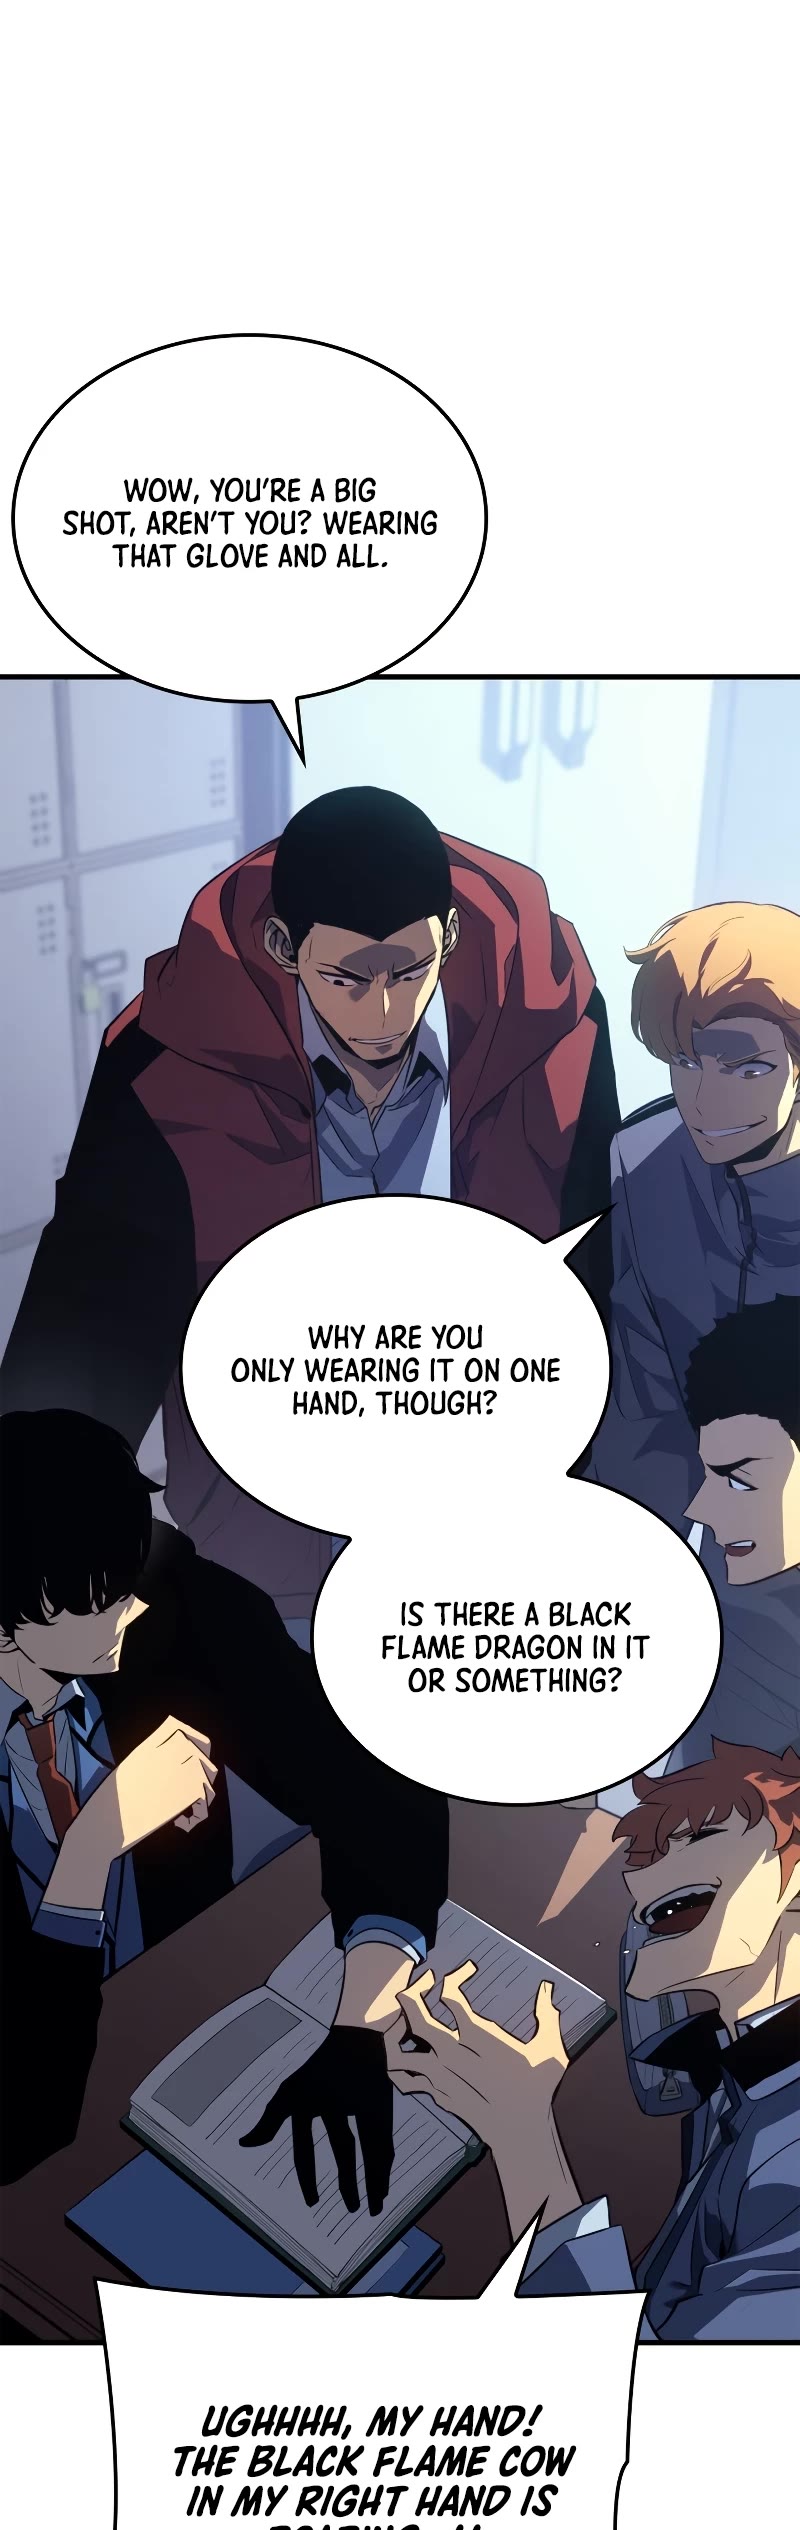 WOW, YOU'RE A BIG
SHOT, AREN'T YOU? WEARING
THAT GLOVE AND ALL.
WHY ARE YOU
ONLY WEARING IT ON ONE
HAND, THOUGH?
IS THERE A BLACK
FLAME DRAGON IN IT
OR SOMETHING?
UGHHHH, MY HAND!
THE BLACK FLAME COW
IN MY RIGHT HAND IS